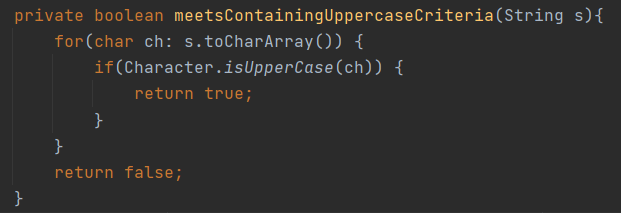 private boolean meetsContainingUppercaseCriteria(String s){
    for(char ch: s.toCharArray()) {
        if(Character.isUpperCase(ch)) {
            return true;
        }
    }
    return false;
}